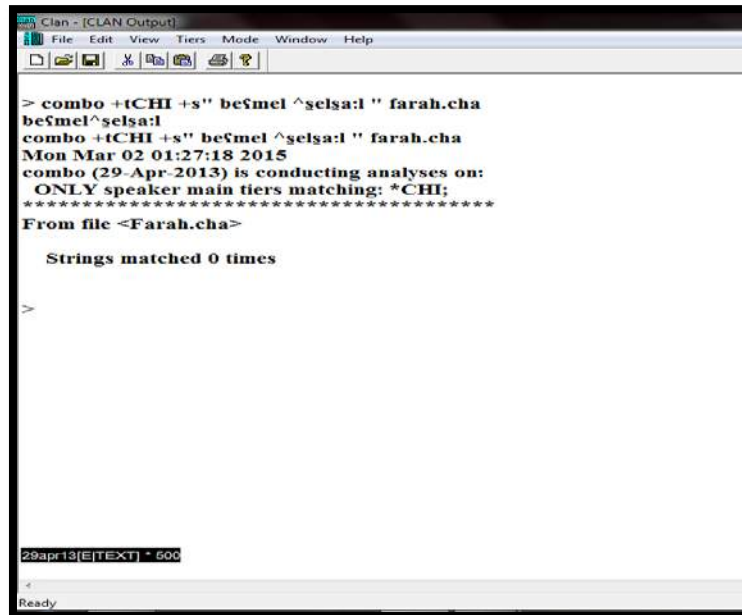 Clan - [CLAN Output]
File Edit View Tiers Mode Window Help
> combo +tCHI +s" beʕmel ^ṣelṣa:l " farah.cha
beʕmel^ṣelṣa:l
combo +tCHI +s" beʕmel ^ṣelṣa:l " farah.cha
Mon Mar 02 01:27:18 2015
combo (29-Apr-2013) is conducting analyses on:
ONLY speaker main tiers matching: *CHI;
****************************************
From file <Farah.cha>
Strings matched 0 times
>
29apr13[E|TEXT] * 500
Ready